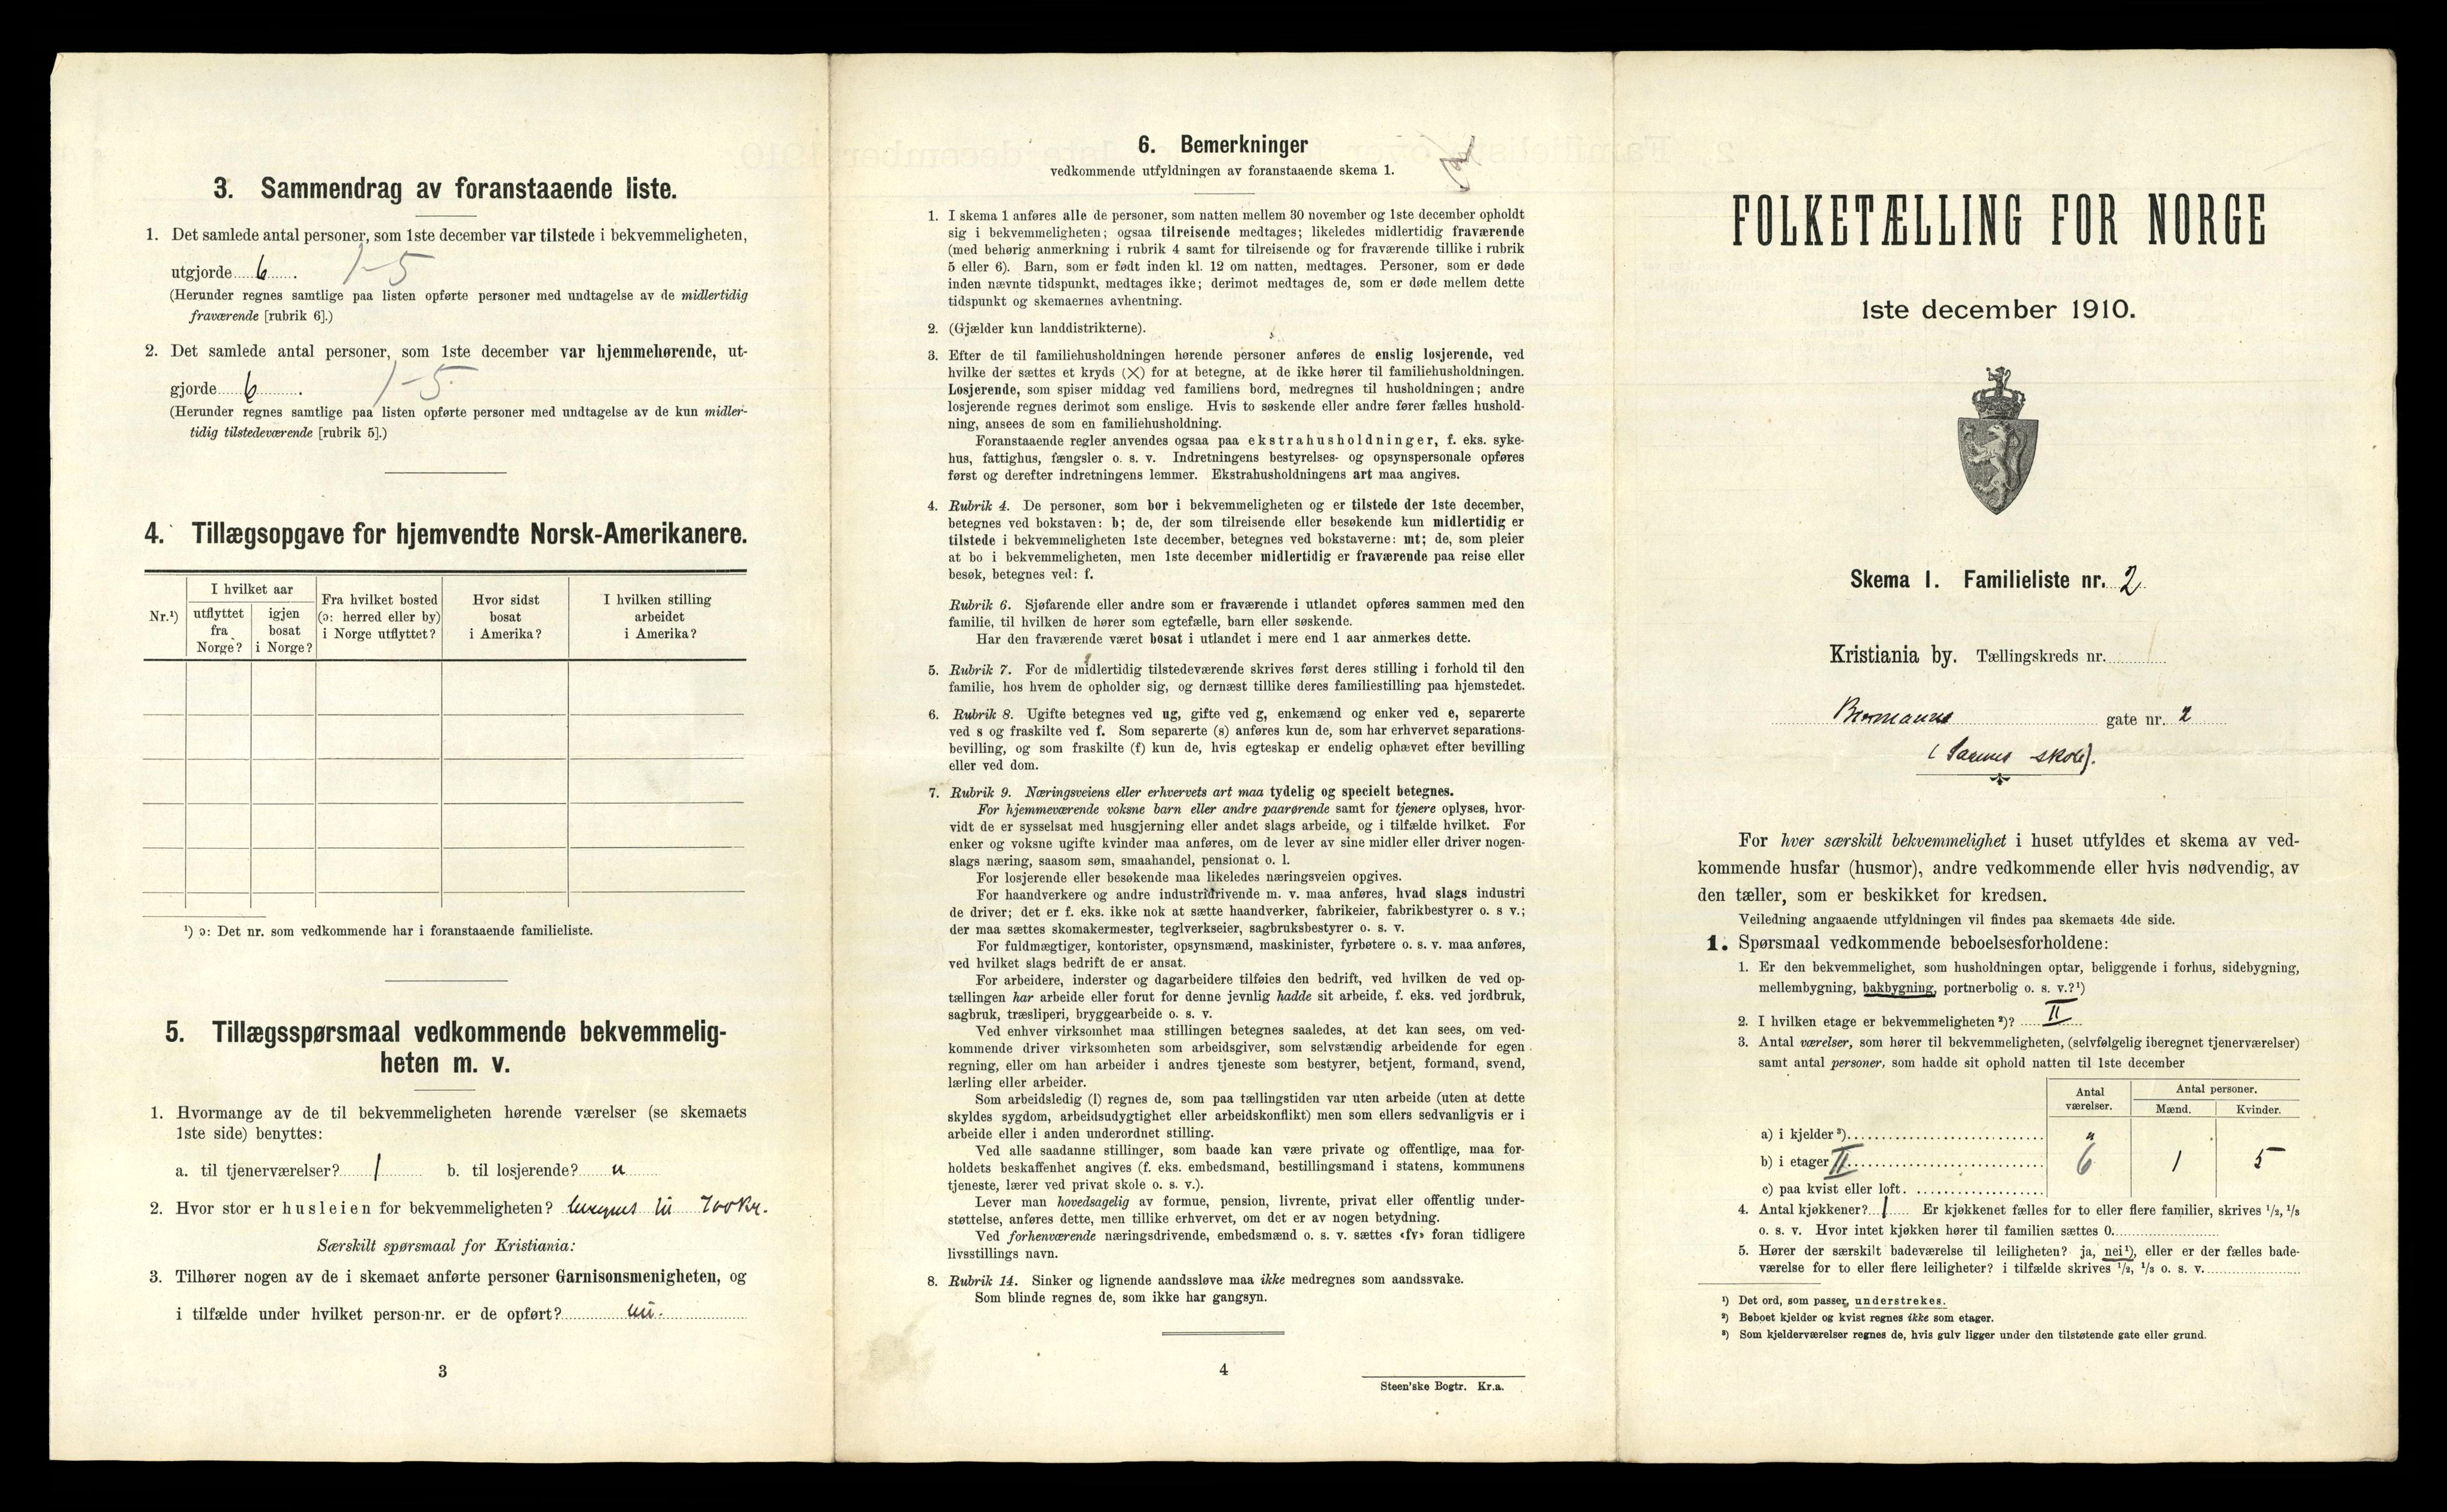 3. Sammendrag av foranstaaende liste.
1. Det samlede antal personer, som 1ste december var tilstede i bekvemmeligheten,
utgjorde 6. 1-5
(Herunder regnes samtlige paa listen opførte personer med undtagelse av de midlertidig
fraværende [rubrik 6].)
2. Det samlede antal personer, som 1ste december var hjemmehørende, ut-
gjorde 6. 1-5.
(Herunder regnes samtlige paa listen opførte personer med undtagelse av de kun midler-
tidig tilstedeværende [rubrik 5].)
4. Tillægsopgave for hjemvendte Norsk-Amerikanere.
Nr.¹)
I hvilket aar
utflyttet
fra
Norge?
igjen
bosat
i Norge?
Fra hvilket bosted
(ɔ: herred eller by)
i Norge utflyttet?
Hvor sidst
bosat
i Amerika?
I hvilken stilling
arbeidet
i Amerika?
¹) ɔ: Det nr. som vedkommende har i foranstaaende familieliste.
5. Tillægsspørsmaal vedkommende bekvemmelig-
heten m. v.
1. Hvormange av de til bekvemmeligheten hørende værelser (se skemaets
1ste side) benyttes:
a. til tjenerværelser? 1 b. til losjerende? "
2. Hvor stor er husleien for bekvemmeligheten? 700 Kr.
Særskilt spørsmaal for Kristiania:
3. Tilhører nogen av de i skemaet anførte personer Garnisonsmenigheten, og
i tilfælde under hvilket person-nr. er de opført? nei.
3
6. Bemerkninger
vedkommende utfyldningen av foranstaaende skema 1.
1. I skema 1 anføres alle de personer, som natten mellem 30 november og 1ste december opholdt
sig i bekvemmeligheten; ogsaa tilreisende medtages; likeledes midlertidig fraværende
(med behørig anmerkning i rubrik 4 samt for tilreisende og for fraværende tillike i rubrik
5 eller 6). Barn, som er født inden kl. 12 om natten, medtages. Personer, som er døde
inden nævnte tidspunkt, medtages ikke; derimot medtages de, som er døde mellem dette
tidspunkt og skemaernes avhentning.
2. (Gjælder kun landdistrikterne).
3. Efter de til familiehusholdningen hørende personer anføres de enslig losjerende, ved
hvilke der sættes et kryds (×) for at betegne, at de ikke hører til familiehusholdningen.
Losjerende, som spiser middag ved familiens bord, medregnes til husholdningen; andre
losjerende regnes derimot som enslige. Hvis to søskende eller andre fører fælles hushold-
ning, ansees de som en familiehusholdning.
Foranstaaende regler anvendes ogsaa paa ekstrahusholdninger, f. eks. syke-
hus, fattighus, fængsler o. s. v. Indretningens bestyrelses- og opsynspersonale opføres
først og derefter indretningens lemmer. Ekstrahusholdningens art maa angives.
4. Rubrik 4. De personer, som bor i bekvemmeligheten og er tilstede der 1ste december,
betegnes ved bokstaven: b; de, der som tilreisende eller besøkende kun midlertidig er
tilstede i bekvemmeligheten 1ste december, betegnes ved bokstaverne: mt; de, som pleier
at bo i bekvemmeligheten, men 1ste december midlertidig er fraværende paa reise eller
besøk, betegnes ved: f.
Rubrik 6. Sjøfarende eller andre som er fraværende i utlandet opføres sammen med den
familie, til hvilken de hører som egtefælle, barn eller søskende.
Har den fraværende været bosat i utlandet i mere end 1 aar anmerkes dette.
5. Rubrik 7. For de midlertidig tilstedeværende skrives først deres stilling i forhold til den
familie, hos hvem de opholder sig, og dernæst tillike deres familiestilling paa hjemstedet.
6. Rubrik 8. Ugifte betegnes ved ug, gifte ved g, enkemænd og enker ved e, separerte
ved s og fraskilte ved f. Som separerte (s) anføres kun de, som har erhvervet separations-
bevilling, og som fraskilte (f) kun de, hvis egteskap er endelig ophævet efter bevilling
eller ved dom.
7. Rubrik 9. Næringsveiens eller erhvervets art maa tydelig og specielt betegnes.
For hjemmeværende voksne barn eller andre paarørende samt for tjenere oplyses, hvor-
vidt de er sysselsat med husgjerning eller andet slags arbeide, og i tilfælde hvilket. For
enker og voksne ugifte kvinder maa anføres, om de lever av sine midler eller driver nogen-
slags næring, saasom søm, smaahandel, pensionat o. l.
For losjerende eller besøkende maa likeledes næringsveien opgives.
For haandverkere og andre industridrivende m. v. maa anføres, hvad slags industri
de driver; det er f. eks. ikke nok at sætte haandverker, fabrikeier, fabrikbestyrer o. s v.;
der maa sættes skomakermester, teglverkseier, sagbruksbestyrer o. s. v.
For fuldmægtiger, kontorister, opsynsmænd, maskinister, fyrbøtere o. s. v. maa anføres,
ved hvilket slags bedrift de er ansat.
For arbeidere, inderster og dagarbeidere tilføies den bedrift, ved hvilken de ved op-
tællingen har arbeide eller forut for denne jevnlig hadde sit arbeide, f. eks. ved jordbruk,
sagbruk, træsliperi, bryggearbeide o. s. v.
Ved enhver virksomhet maa stillingen betegnes saaledes, at det kan sees, om ved-
kommende driver virksomheten som arbeidsgiver, som selvstændig arbeidende for egen
regning, eller om han arbeider i andres tjeneste som bestyrer, betjent, formand, svend,
lærling eller arbeider.
Som arbeidsledig (l) regnes de, som paa tællingstiden var uten arbeide (uten at dette
skyldes sygdom, arbeidsudygtighet eller arbeidskonflikt) men som ellers sedvanligvis er i
arbeide eller i anden underordnet stilling.
Ved alle saadanne stillinger, som baade kan være private og offentlige, maa for-
holdets beskaffenhet angives (f. eks. embedsmand, bestillingsmand i statens, kommunens
tjeneste, lærer ved privat skole o. s. v.).
Lever man hovedsagelig av formue, pension, livrente, privat eller offentlig under-
støttelse, anføres dette, men tillike erhvervet, om det er av nogen betydning.
Ved forhenværende næringsdrivende, embedsmænd o. s. v. sættes «fv» foran tidligere
livsstillings navn.
8. Rubrik 14. Sinker og lignende aandssløve maa ikke medregnes som aandssvake.
Som blinde regnes de, som ikke har gangsyn.
4
Steen'ske Bogtr. Kr.a.
FOLKETÆLLING FOR NORGE
1ste december 1910.
Skema 1. Familieliste nr. 2
Kristiania by. Tællingskreds nr.
gate nr. 2
skole).
For hver særskilt bekvemmelighet i huset utfyldes et skema av ved-
kommende husfar (husmor), andre vedkommende eller hvis nødvendig, av
den tæller, som er beskikket for kredsen.
Veiledning angaaende utfyldningen vil findes paa skemaets 4de side.
1. Spørsmaal vedkommende beboelsesforholdene:
1. Er den bekvemmelighet, som husholdningen optar, beliggende i forhus, sidebygning,
mellembygning, bakbygning, portnerbolig o. s. v.?¹)
2. I hvilken etage er bekvemmeligheten²)? II
3. Antal værelser, som hører til bekvemmeligheten, (selvfølgelig iberegnet tjenerværelser)
samt antal personer, som hadde sit ophold natten til 1ste december
Antal
værelser.
Antal personer.
Mænd. Kvinder.
a) i kjelder³) "
b) i etager II 6 1 5
c) paa kvist eller loft.
4. Antal kjøkkener? 1 Er kjøkkenet fælles for to eller flere familier, skrives 1/2, 1/3
o. s. v. Hvor intet kjøkken hører til familien sættes 0.
5. Hører der særskilt badeværelse til leiligheten? ja, nei¹), eller er der fælles bade-
værelse for to eller flere leiligheter? i tilfælde skrives 1/2, 1/3 o. s. v.
¹) Det ord, som passer, understrekes.
²) Beboet kjelder og kvist regnes ikke som etager.
³) Som kjelderværelser regnes de, hvis gulv ligger under den tilstøtende gate eller grund.